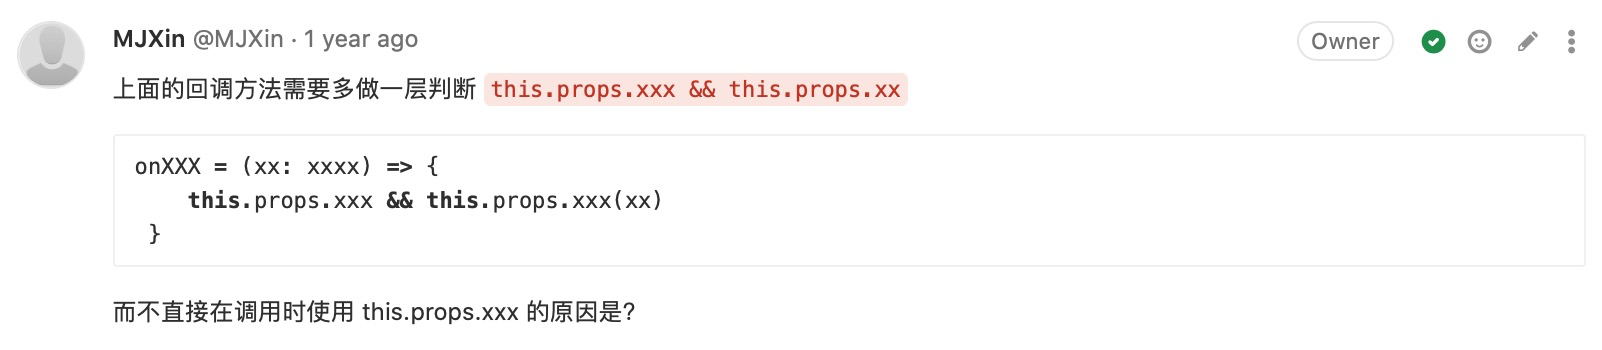 MJXin @MJXin · 1 year ago Owner
上面的回调方法需要多做一层判断 this.props.xxx && this.props.xx
onXXX = (xx: xxxx) => {
    this.props.xxx && this.props.xxx(xx)
 }
而不直接在调用时使用 this.props.xxx 的原因是?